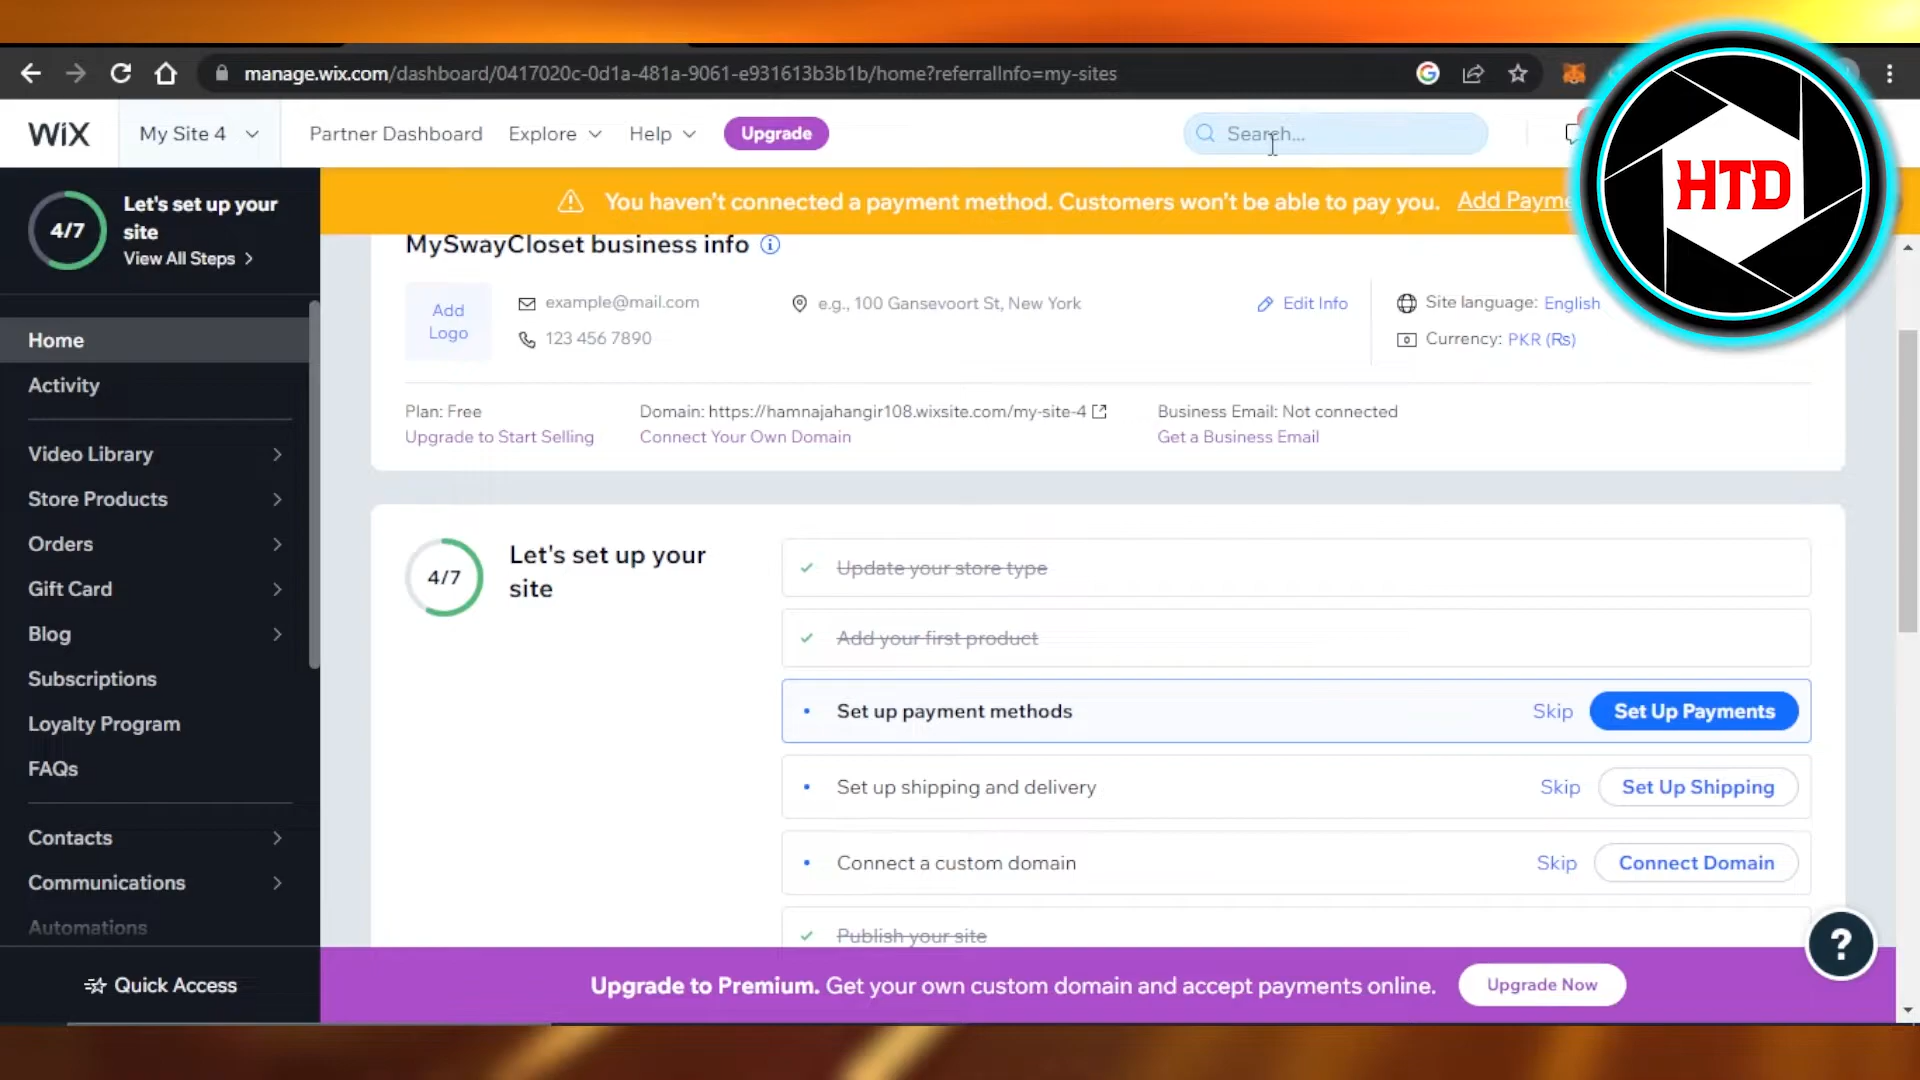 manage.wix.com/dashboard/0417020c-0d1a-481a-9061-e931613b3b1b/home?referralInfo=my-sites
WiX
My Site 4
Partner Dashboard
Explore
Help
Upgrade
Search...
HTD
4/7
Let's set up your
site
View All Steps
You haven't connected a payment method. Customers won't be able to pay you.
Add Payme
MySwayCloset business info
Add
Logo
example@mail.com
123 456 7890
e.g., 100 Gansevoort St, New York
Edit Info
Site language: English
Currency: PKR (₨)
Plan: Free
Upgrade to Start Selling
Domain: https://hamnajahangir108.wixsite.com/my-site-4
Connect Your Own Domain
Business Email: Not connected
Get a Business Email
Home
Activity
Video Library
Store Products
Orders
Gift Card
Blog
Subscriptions
Loyalty Program
FAQs
Contacts
Communications
Automations
Quick Access
4/7
Let's set up your
site
Update your store type
Add your first product
Set up payment methods
Skip
Set Up Payments
Set up shipping and delivery
Skip
Set Up Shipping
Connect a custom domain
Skip
Connect Domain
Publish your site
?
Upgrade to Premium. Get your own custom domain and accept payments online.
Upgrade Now